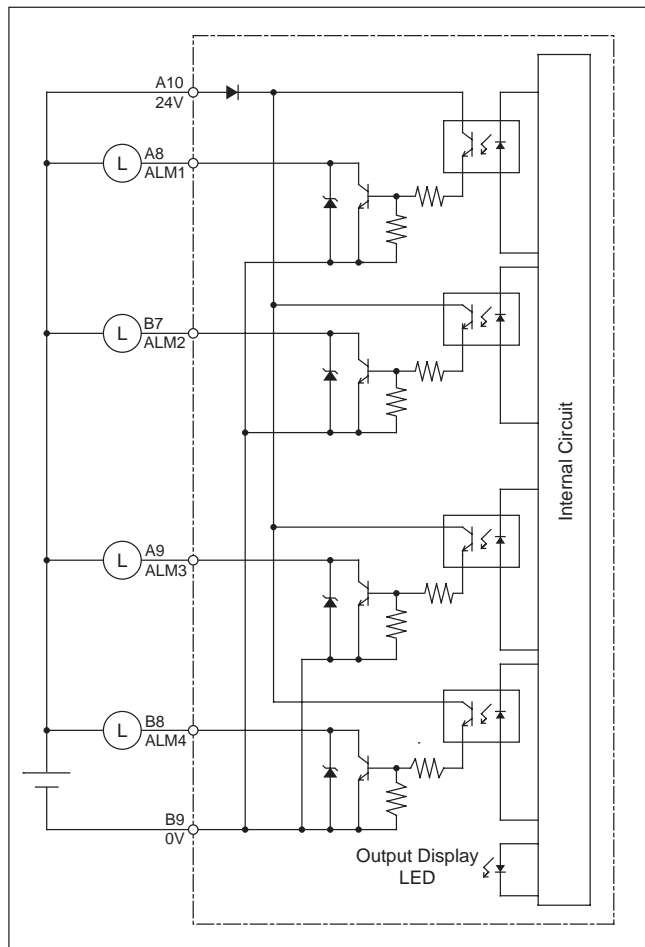 A10
24V
L
A8
ALM1
L
B7
ALM2
L
A9
ALM3
L
B8
ALM4
B9
0V
Output Display
LED
Internal Circuit